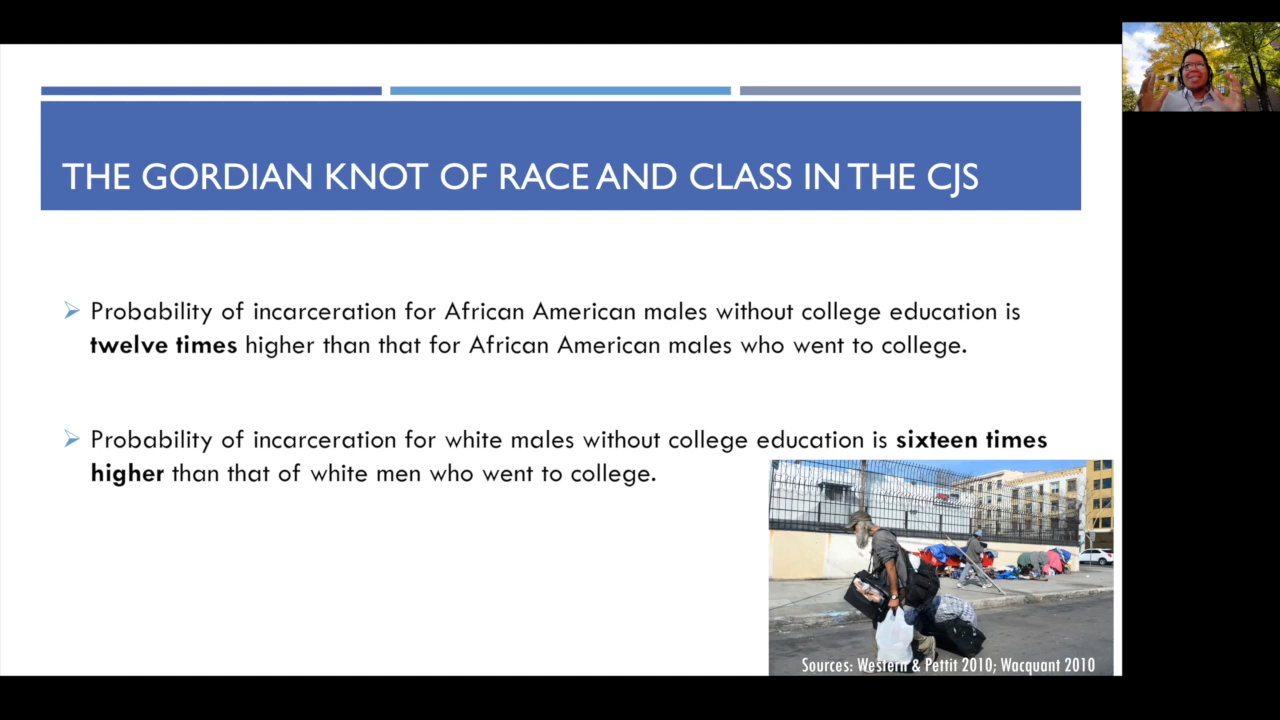 THE GORDIAN KNOT OF RACE AND CLASS IN THE CJS
Probability of incarceration for African American males without college education is
twelve times higher than that for African American males who went to college.
Probability of incarceration for white males without college education is sixteen times
higher than that of white men who went to college.
Sources: Western & Pettit 2010; Wacquant 2010